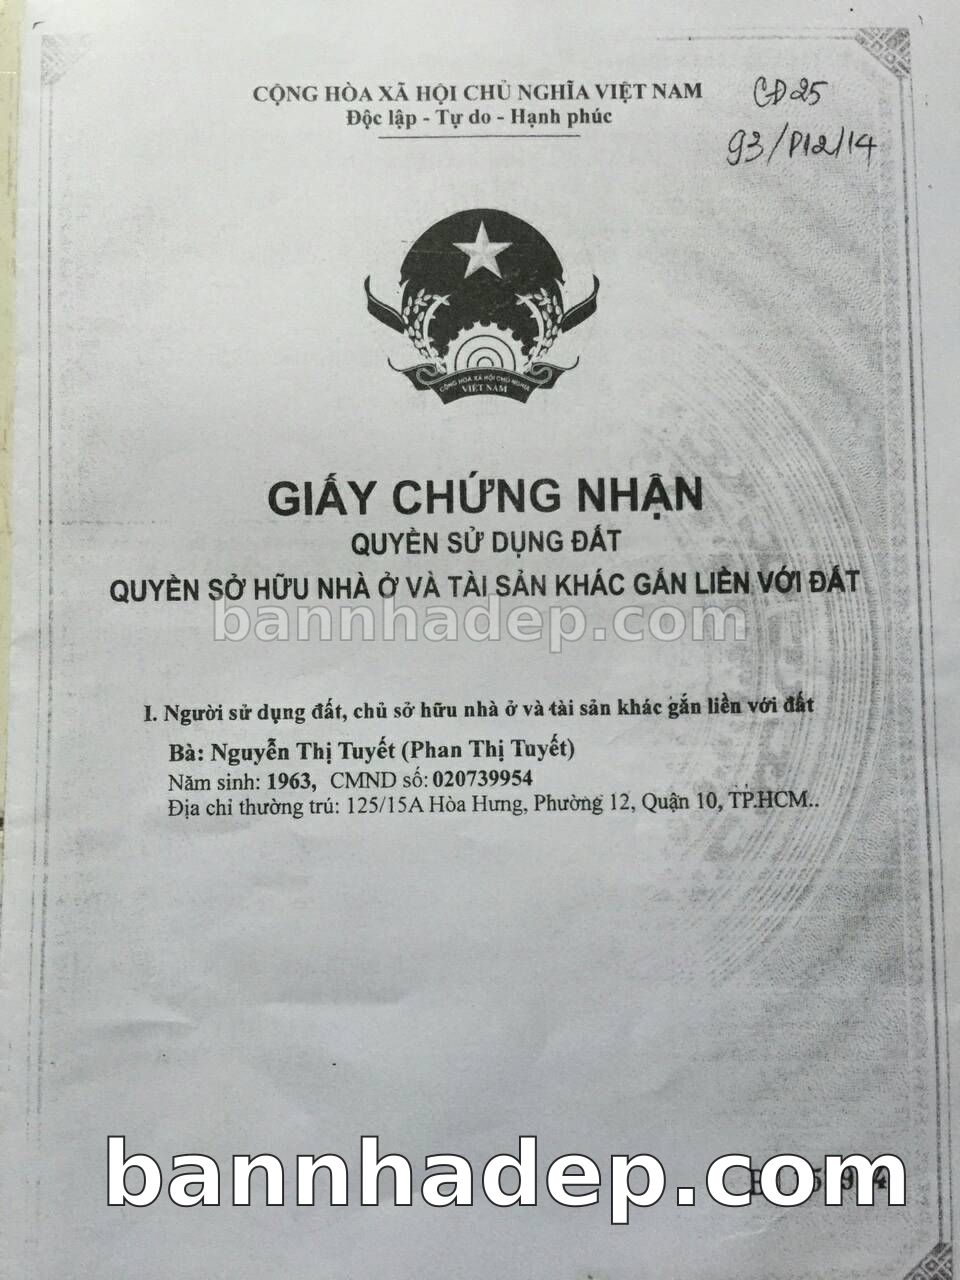 CỘNG HÒA XÃ HỘI CHỦ NGHĨA VIỆT NAM
Độc lập - Tự do - Hạnh phúc
CĐ25
93/P12/14
CỘNG HÒA XÃ HỘI CHỦ NGHĨA
VIỆT NAM
GIẤY CHỨNG NHẬN
QUYỀN SỬ DỤNG ĐẤT
QUYỀN SỞ HỮU NHÀ Ở VÀ TÀI SẢN KHÁC GẮN LIỀN VỚI ĐẤT
bannhadep.com
I. Người sử dụng đất, chủ sở hữu nhà ở và tài sản khác gắn liền với đất
Bà: Nguyễn Thị Tuyết (Phan Thị Tuyết)
Năm sinh: 1963, CMND số: 020739954
Địa chỉ thường trú: 125/15A Hòa Hưng, Phường 12, Quận 10, TP.HCM..
bannhadep.com